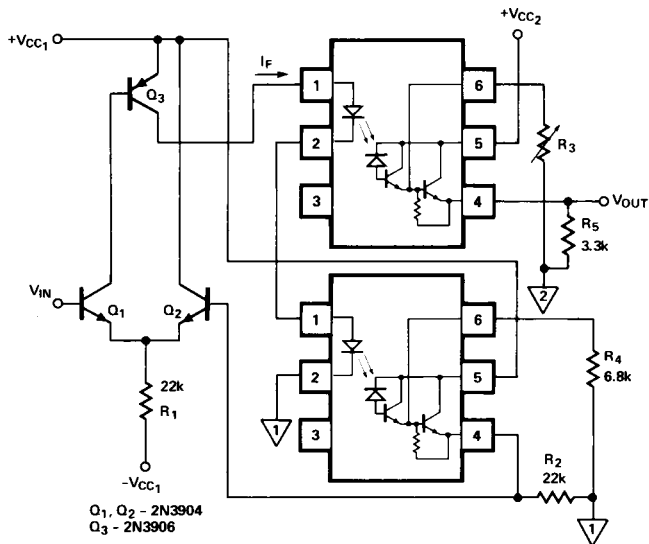 +VCC1
+VCC2
IF
Q3
1
2
3
6
5
4
R3
VOUT
R5
3.3k
2
VIN
Q1
Q2
1
2
3
6
5
4
R4
6.8k
22k
R1
1
R2
22k
1
−VCC1
Q1, Q2 – 2N3904
Q3 – 2N3906